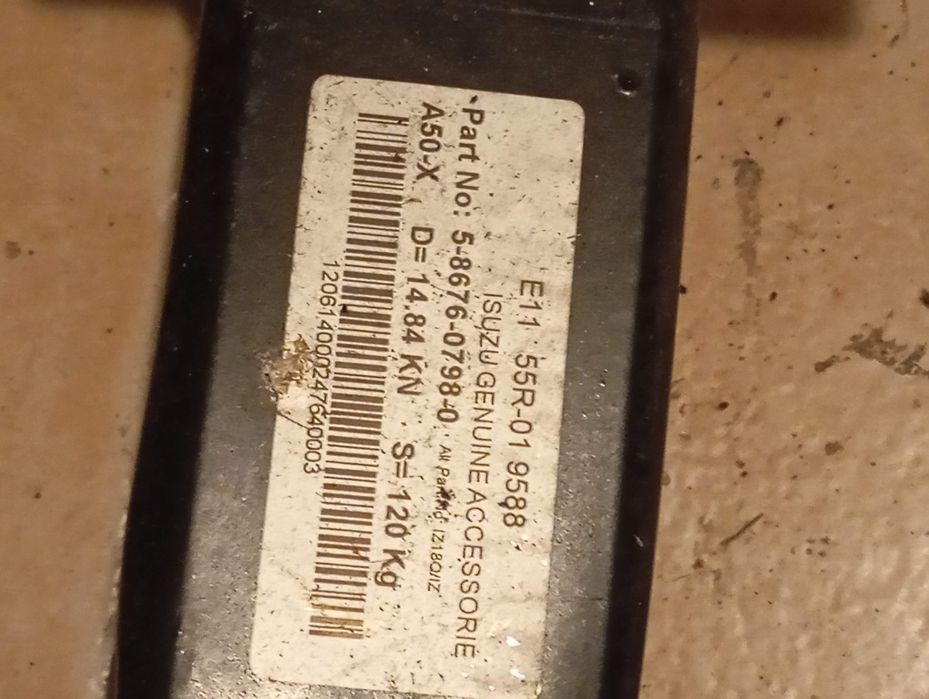 E11 55R-01 9588
ISUZU GENUINE ACCESSORIE
Part No: 5-8676-0798-0
A50-X D= 14.84 KN S= 120 Kg
120614000247640003